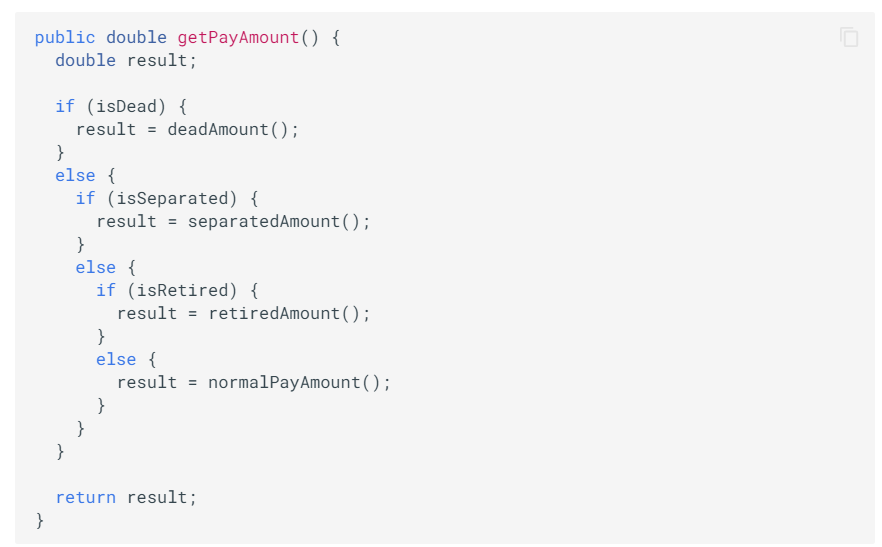 public double getPayAmount() {
  double result;

  if (isDead) {
    result = deadAmount();
  }
  else {
    if (isSeparated) {
      result = separatedAmount();
    }
    else {
      if (isRetired) {
        result = retiredAmount();
      }
      else {
        result = normalPayAmount();
      }
    }
  }

  return result;
}